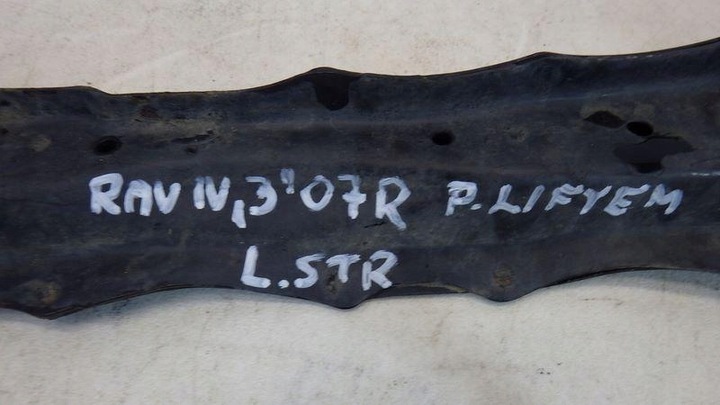 RAV IV, 3" 07R P. LIFTEM
L. STR